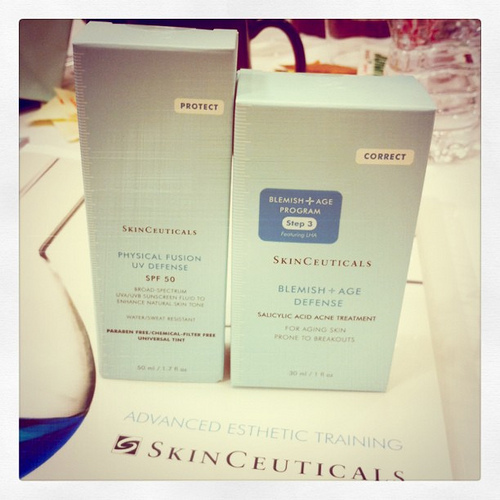 PROTECT
SKINCEUTICALS
PHYSICAL FUSION
UV DEFENSE
SPF 50
BROAD-SPECTRUM
UVA/UVB SUNSCREEN FLUID TO
ENHANCE NATURAL SKIN TONE
WATER/SWEAT RESISTANT
PARABEN FREE/CHEMICAL-FILTER FREE
UNIVERSAL TINT
50 ml / 1.7 fl oz
CORRECT
BLEMISH + AGE
PROGRAM
Step 3
Featuring LHA
SKINCEUTICALS
BLEMISH + AGE
DEFENSE
SALICYLIC ACID ACNE TREATMENT
FOR AGING SKIN
PRONE TO BREAKOUTS
30 ml / 1 fl oz
ADVANCED ESTHETIC TRAINING
SKINCEUTICALS